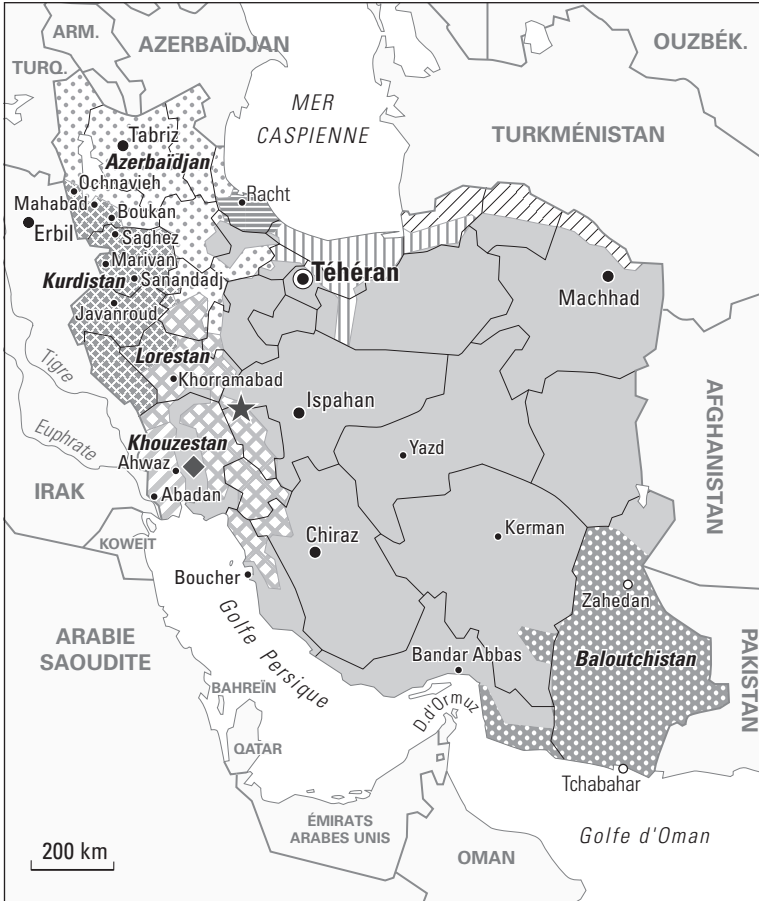 ARM.
AZERBAÏDJAN
OUZBÉK.
TURQ.
MER
CASPIENNE
TURKMÉNISTAN
Tabriz
Azerbaïdjan
Ochnavieh
Mahabad
Boukan
Racht
Erbil
Saghez
Marivan
Kurdistan
Sanandadj
Téhéran
Machhad
Javanroud
Lorestan
Tigre
Khorramabad
Ispahan
AFGHANISTAN
Euphrate
Khouzestan
Yazd
Ahwaz
IRAK
Abadan
Chiraz
Kerman
KOWEIT
Boucher
Zahedan
Golfe Persique
ARABIE
SAOUDITE
Bandar Abbas
Baloutchistan
PAKISTAN
BAHREÏN
D.d'Ormuz
QATAR
Tchabahar
ÉMIRATS
ARABES UNIS
Golfe d'Oman
200 km
OMAN